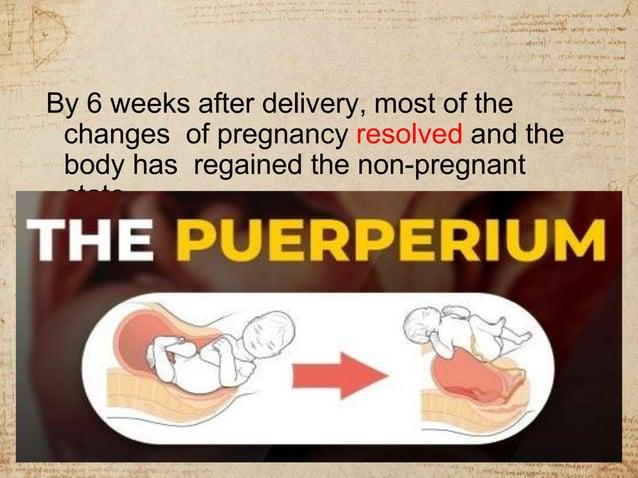 By 6 weeks after delivery, most of the
changes of pregnancy resolved and the
body has regained the non-pregnant
state
THE PUERPERIUM